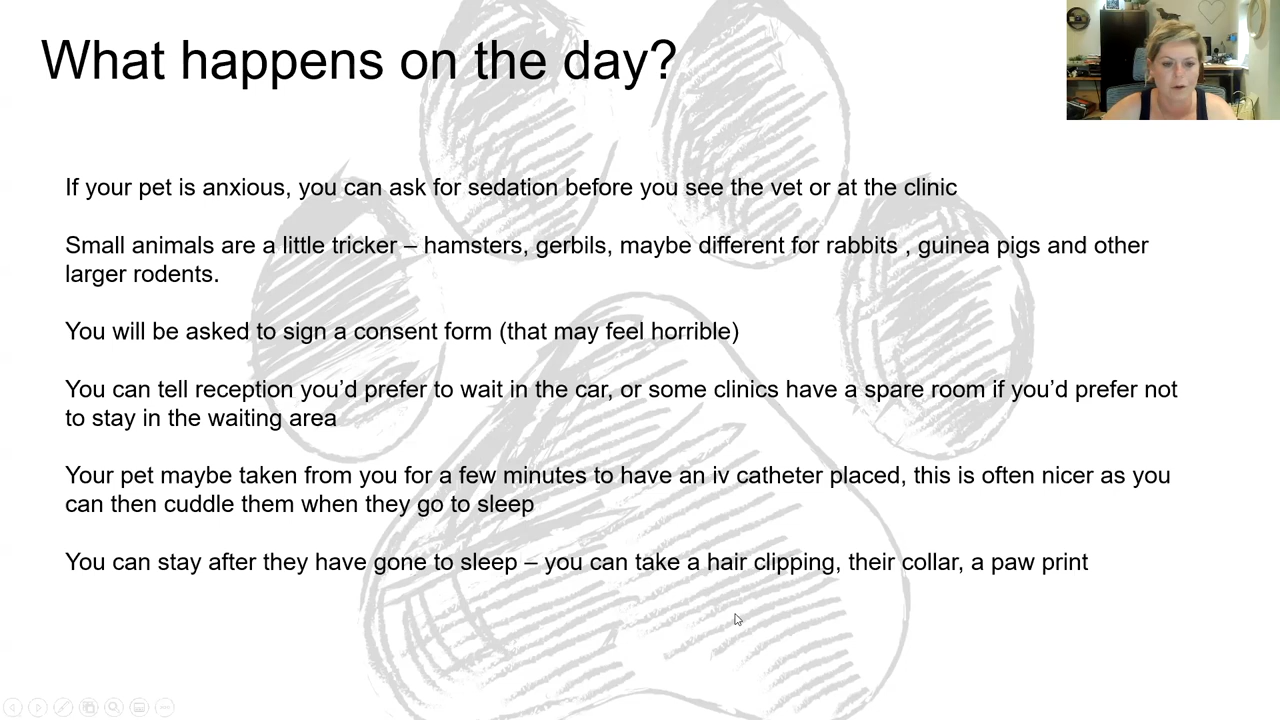 What happens on the day?
If your pet is anxious, you can ask for sedation before you see the vet or at the clinic
Small animals are a little tricker – hamsters, gerbils, maybe different for rabbits , guinea pigs and other
larger rodents.
You will be asked to sign a consent form (that may feel horrible)
You can tell reception you’d prefer to wait in the car, or some clinics have a spare room if you’d prefer not
to stay in the waiting area
Your pet maybe taken from you for a few minutes to have an iv catheter placed, this is often nicer as you
can then cuddle them when they go to sleep
You can stay after they have gone to sleep – you can take a hair clipping, their collar, a paw print